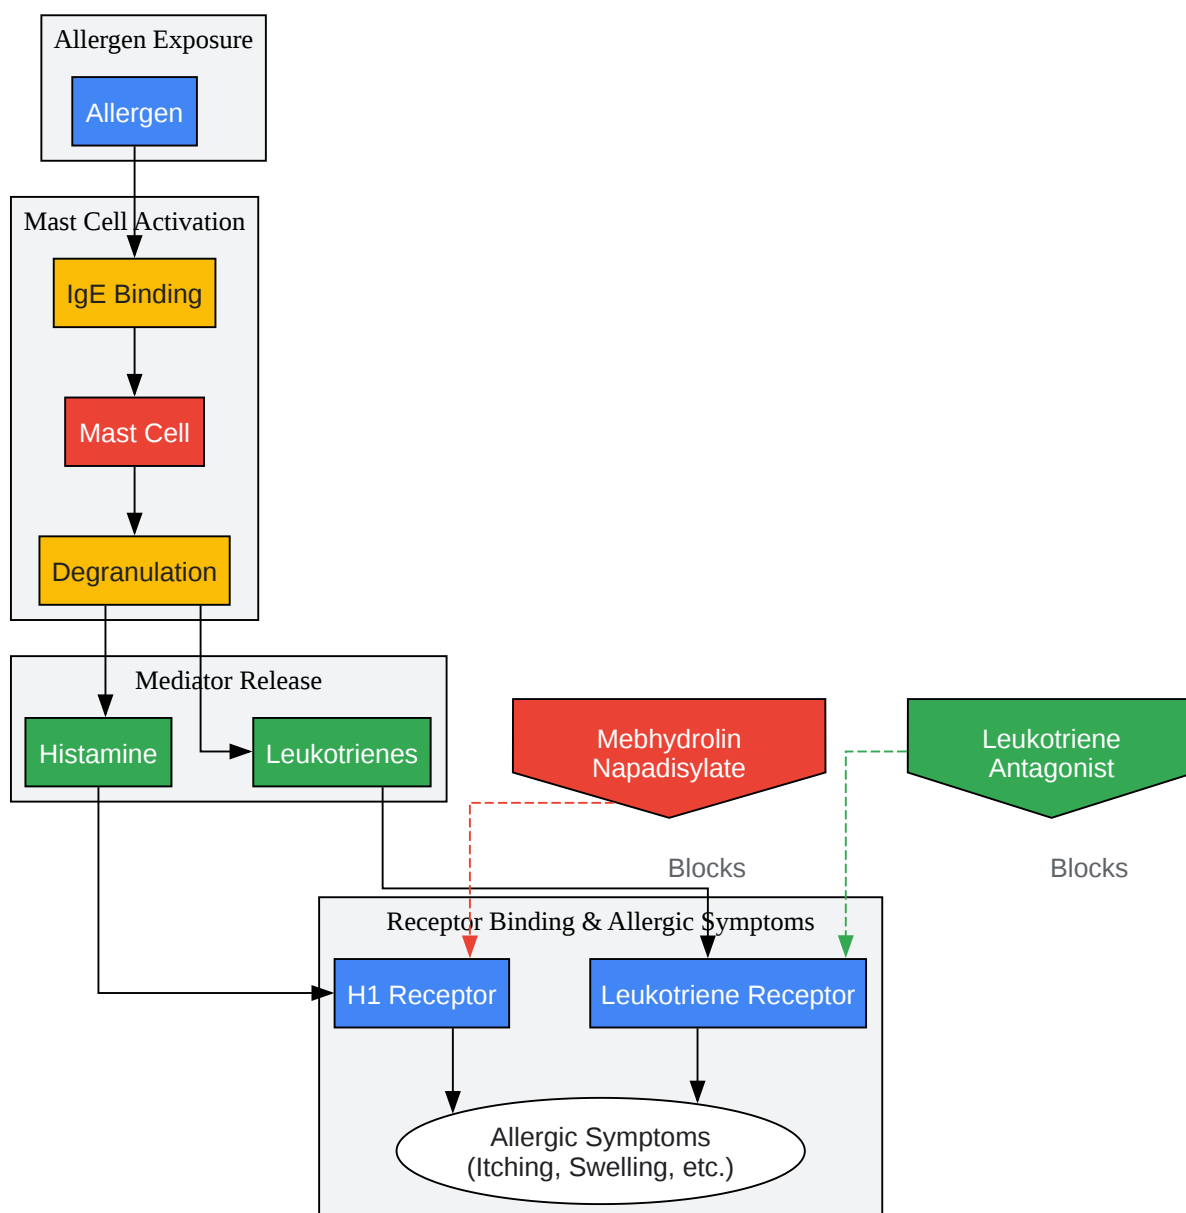 Allergen Exposure
Allergen
Mast Cell Activation
IgE Binding
Mast Cell
Degranulation
Mediator Release
Histamine
Leukotrienes
Mebhydrolin
Napadisylate
Leukotriene
Antagonist
Blocks
Blocks
Receptor Binding & Allergic Symptoms
H1 Receptor
Leukotriene Receptor
Allergic Symptoms
(Itching, Swelling, etc.)